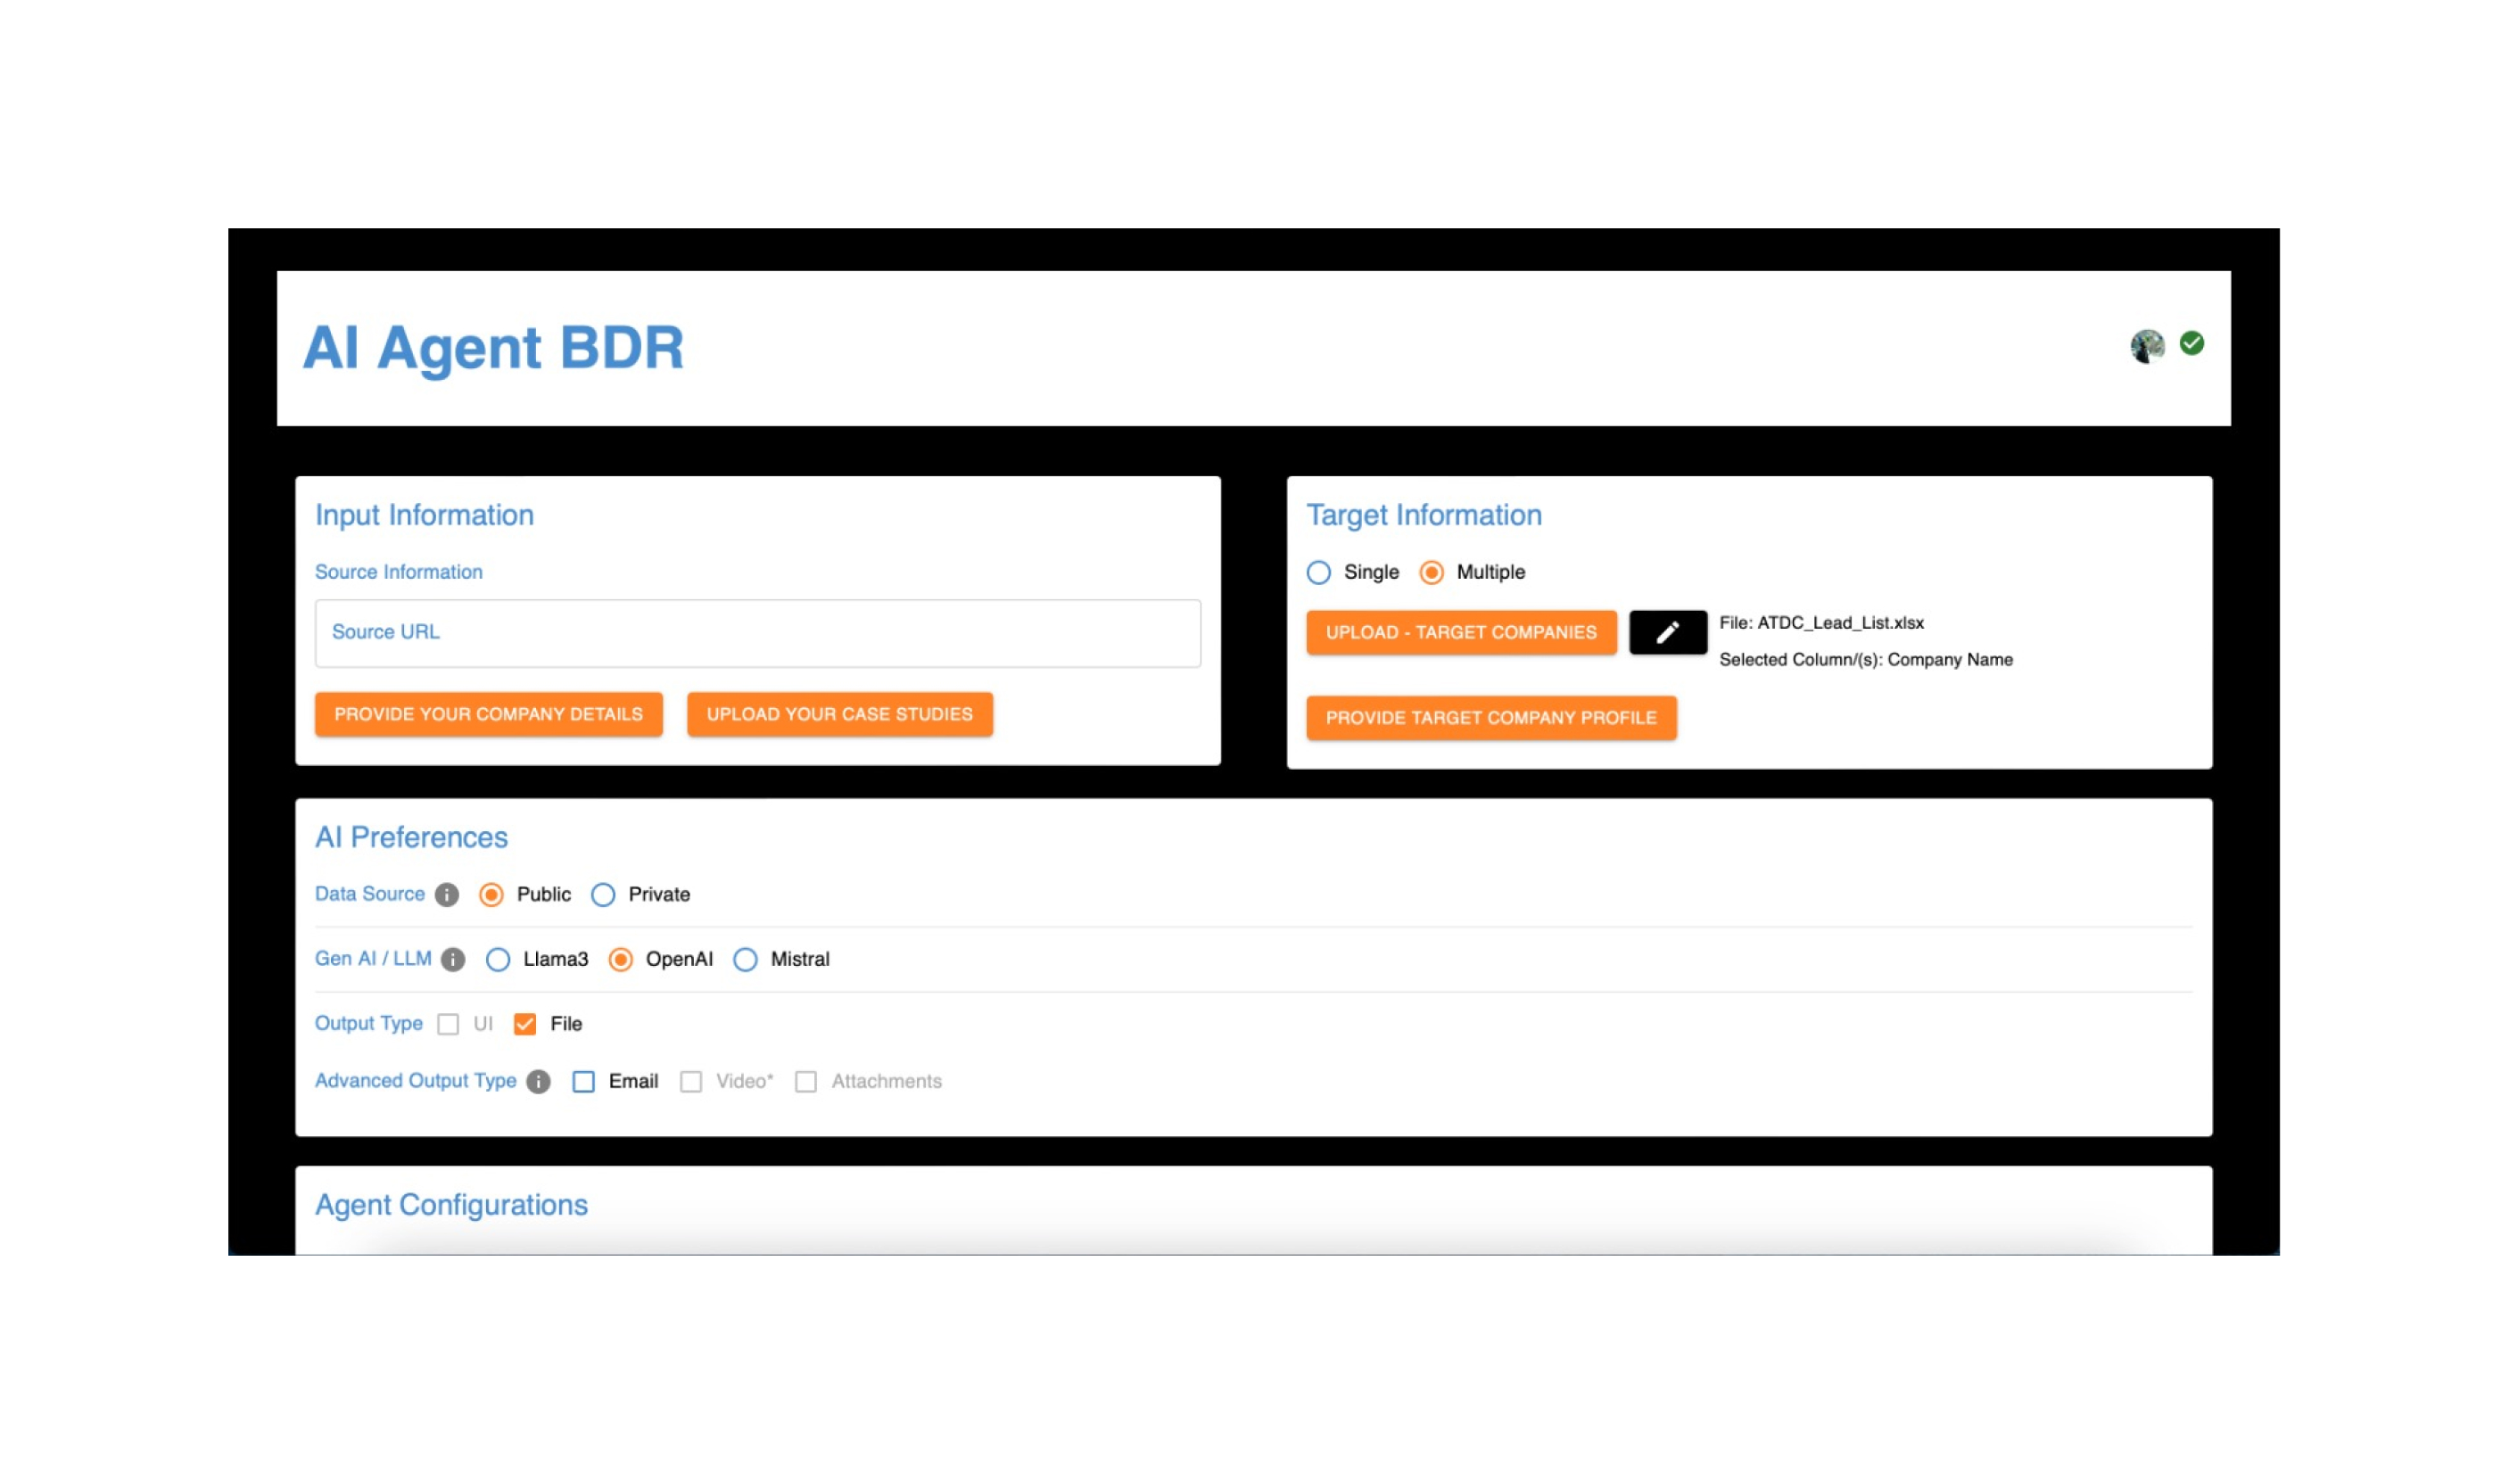 AI Agent BDR
Input Information
Source Information
Source URL
PROVIDE YOUR COMPANY DETAILS UPLOAD YOUR CASE STUDIES
Target Information
Single Multiple
UPLOAD - TARGET COMPANIES
File: ATDC_Lead_List.xlsx
Selected Column/(s): Company Name
PROVIDE TARGET COMPANY PROFILE
AI Preferences
Data Source Public Private
Gen AI / LLM Llama3 OpenAI Mistral
Output Type UI File
Advanced Output Type Email Video* Attachments
Agent Configurations